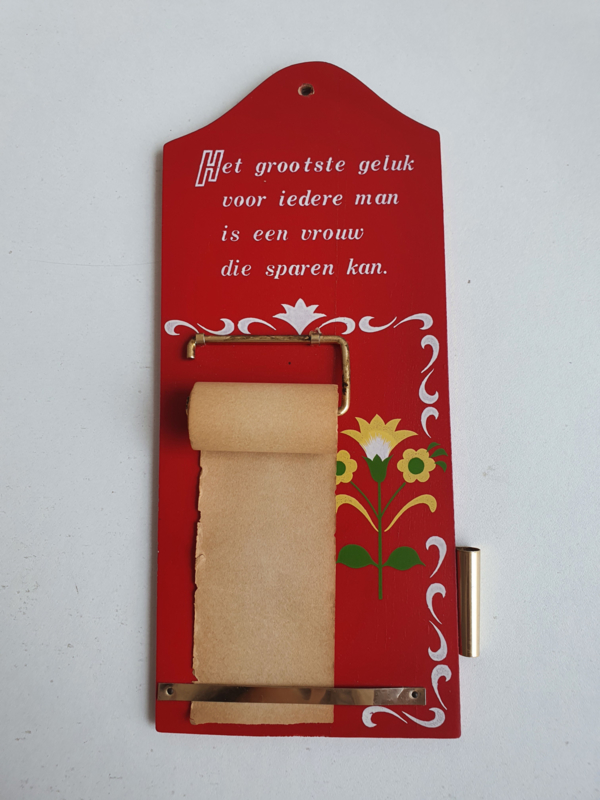 Het grootste geluk
voor iedere man
is een vrouw
die sparen kan.